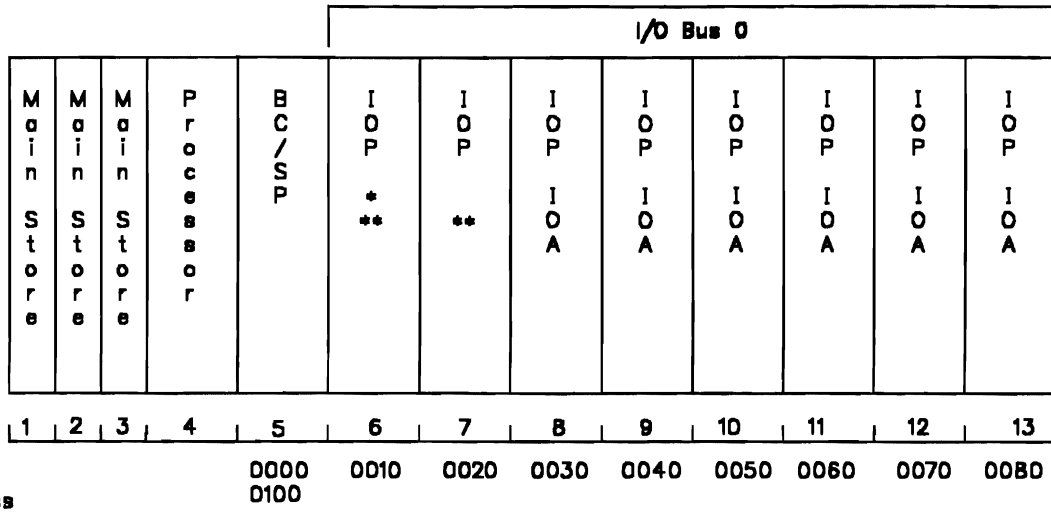 I/O Bus 0
Main Store
Main Store
Main Store
Processor
BC/SP
IOP * **
IOP **
IOP IOA
IOP IOA
IOP IOA
IOP IOA
IOP IOA
IOP IOA
1 2 3 4 5 6 7 8 9 10 11 12 13
0000 0010 0020 0030 0040 0050 0060 0070 0080
0100